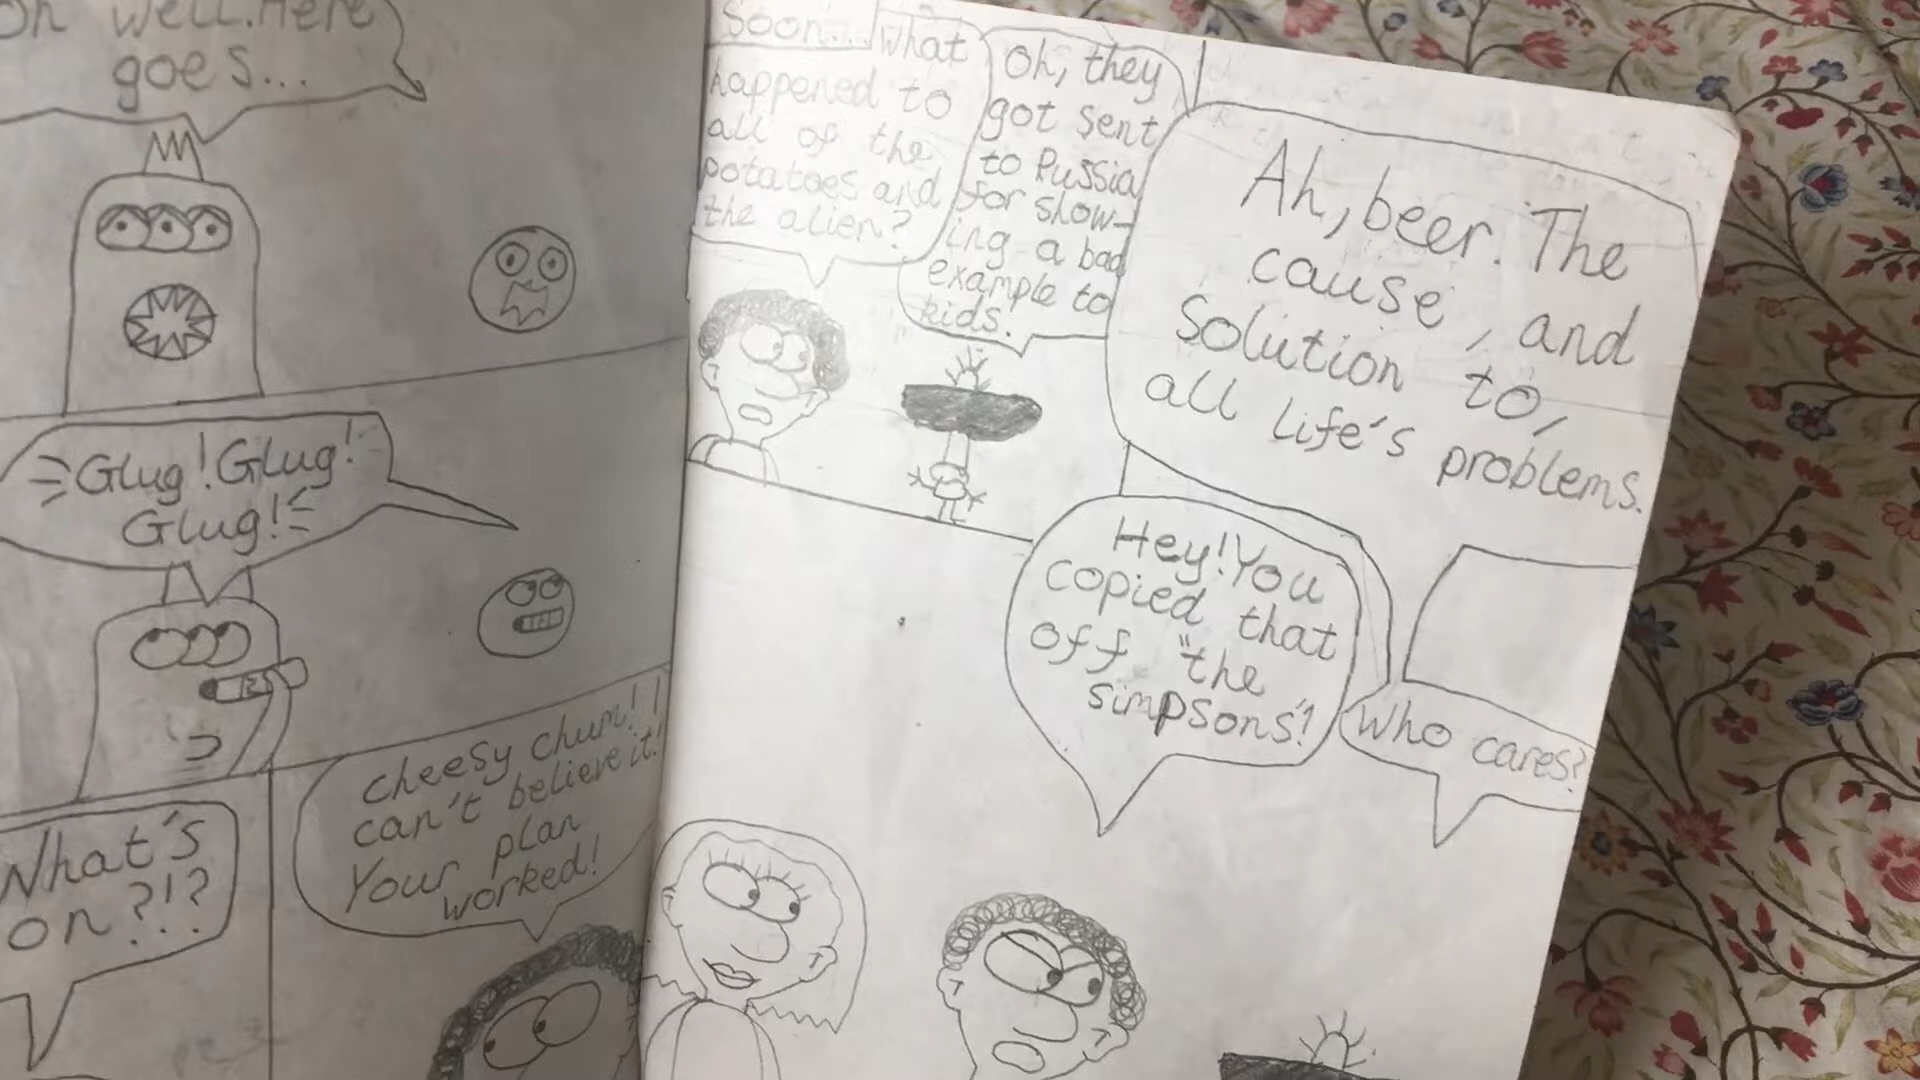 oh well.Here
goes...
Glug!Glug!
Glug!
What's
on?!?
cheesy chum! I
can't believe it!
Your plan
worked!
Soon...
what
happened to
all of the
potatoes and
the alien?
Oh, they
got sent
to Pussia
for show-
ing a bad
example to
kids.
Ah, beer. The
cause, and
Solution to,
all life's problems.
Hey! You
copied that
off "the
simpsons"!
Who cares?